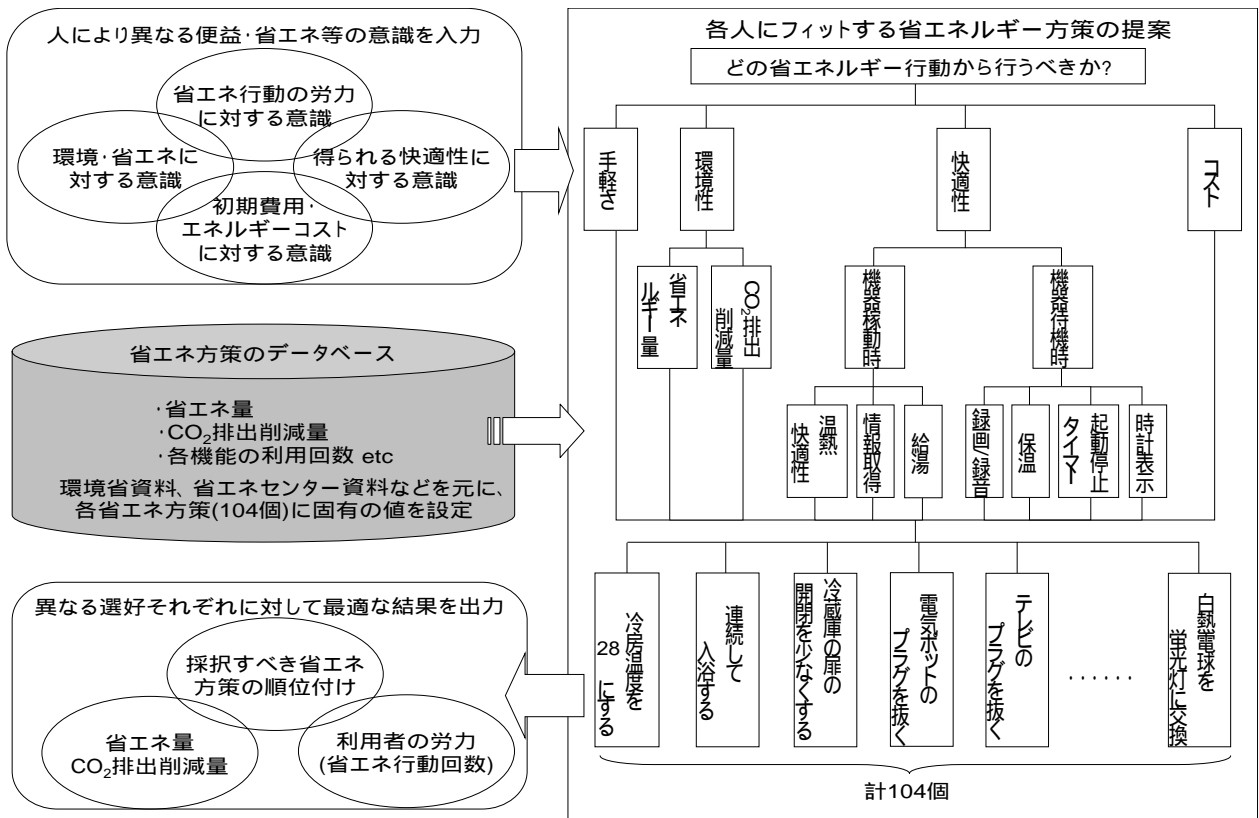 人により異なる便益・省エネ等の意識を入力
省エネ行動の労力
に対する意識
環境・省エネに
対する意識
得られる快適性に
対する意識
初期費用・
エネルギーコスト
に対する意識
省エネ方策のデータベース
・省エネ量
・CO₂排出削減量
・各機能の利用回数 etc
環境省資料、省エネセンター資料などを元に、
各省エネ方策(104個)に固有の値を設定
異なる選好それぞれに対して最適な結果を出力
採択すべき省エネ
方策の順位付け
省エネ量
CO₂排出削減量
利用者の労力
(省エネ行動回数)
各人にフィットする省エネルギー方策の提案
どの省エネルギー行動から行うべきか?
手軽さ
環境性
快適性
コスト
省エネ
ルギー量
CO₂排出
削減量
機器稼動時
機器待機時
温熱
快適性
情報取得
給湯
録画/録音
保温
起動停止
タイマー
時計表示
冷房温度を
28 にする
連続して
入浴する
冷蔵庫の扉の
開閉を少なくする
電気ポットの
プラグを抜く
テレビの
プラグを抜く
・・・・・・
白熱電球を
蛍光灯に交換
計104個